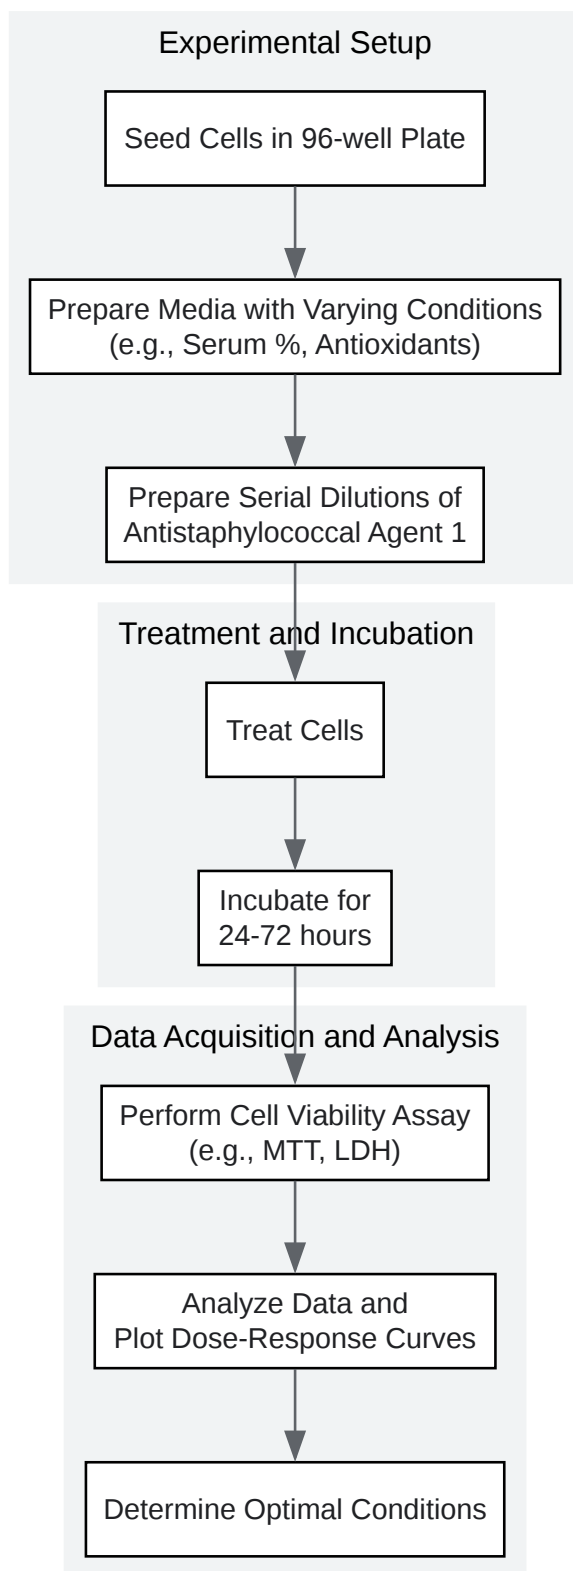 Experimental Setup
Seed Cells in 96-well Plate
Prepare Media with Varying Conditions
(e.g., Serum %, Antioxidants)
Prepare Serial Dilutions of
Antistaphylococcal Agent 1
Treatment and Incubation
Treat Cells
Incubate for
24-72 hours
Data Acquisition and Analysis
Perform Cell Viability Assay
(e.g., MTT, LDH)
Analyze Data and
Plot Dose-Response Curves
Determine Optimal Conditions